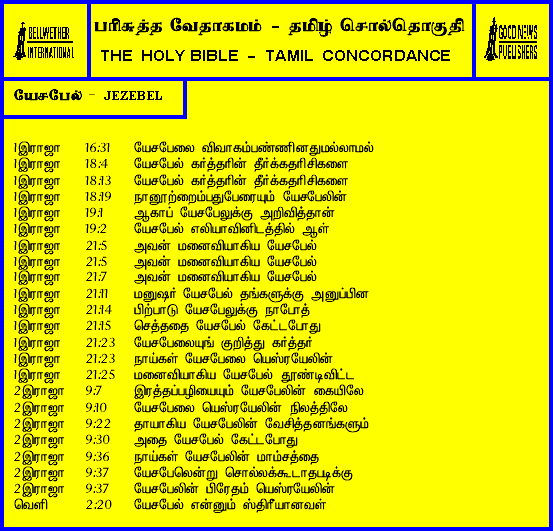 BELLWETHER
INTERNATIONAL
பரிசுத்த வேதாகமம் - தமிழ் சொல்தொகுதி
THE HOLY BIBLE - TAMIL CONCORDANCE
GOOD NEWS
PUBLISHERS
யேசபேல் - JEZEBEL
1இராஜா 16:31 யேசபேலை விவாகம்பண்ணினதுமல்லாமல்
1இராஜா 18:4 யேசபேல் கர்த்தரின் தீர்க்கதரிசிகளை
1இராஜா 18:13 யேசபேல் கர்த்தரின் தீர்க்கதரிசிகளை
1இராஜா 18:19 நானூற்றைம்பதுபேரையும் யேசபேலின்
1இராஜா 19:1 ஆகாப் யேசபேலுக்கு அறிவித்தான்
1இராஜா 19:2 யேசபேல் எலியாவினிடத்தில் ஆள்
1இராஜா 21:5 அவன் மனைவியாகிய யேசபேல்
1இராஜா 21:5 அவன் மனைவியாகிய யேசபேல்
1இராஜா 21:7 அவன் மனைவியாகிய யேசபேல்
1இராஜா 21:11 மனுஷர் யேசபேல் தங்களுக்கு அனுப்பின
1இராஜா 21:14 பிற்பாடு யேசபேலுக்கு நாபோத்
1இராஜா 21:15 செத்ததை யேசபேல் கேட்டபோது
1இராஜா 21:23 யேசபேலையுங் குறித்து கர்த்தர்
1இராஜா 21:23 நாய்கள் யேசபேலை யெஸ்ரயேலின்
1இராஜா 21:25 மனைவியாகிய யேசபேல் தூண்டிவிட்ட
2இராஜா 9:7 இரத்தப்பழியையும் யேசபேலின் கையிலே
2இராஜா 9:10 யேசபேலை யெஸ்ரயேலின் நிலத்திலே
2இராஜா 9:22 தாயாகிய யேசபேலின் வேசித்தனங்களும்
2இராஜா 9:30 அதை யேசபேல் கேட்டபோது
2இராஜா 9:36 நாய்கள் யேசபேலின் மாம்சத்தை
2இராஜா 9:37 யேசபேலென்று சொல்லக்கூடாதபடிக்கு
2இராஜா 9:37 யேசபேலின் பிரேதம் யெஸ்ரயேலின்
வெளி 2:20 யேசபேல் என்னும் ஸ்திரீயானவள்